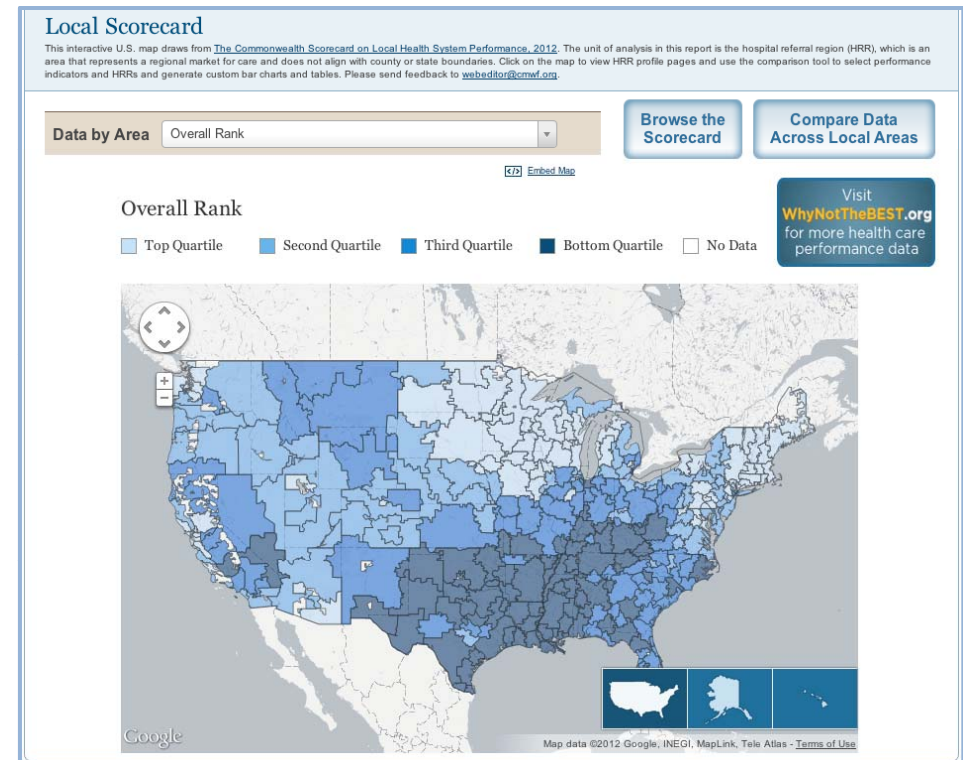 Local Scorecard
This interactive U.S. map draws from The Commonwealth Scorecard on Local Health System Performance, 2012. The unit of analysis in this report is the hospital referral region (HRR), which is an
area that represents a regional market for care and does not align with county or state boundaries. Click on the map to view HRR profile pages and use the comparison tool to select performance
indicators and HRRs and generate custom bar charts and tables. Please send feedback to webeditor@cmwf.org.
Data by Area
Overall Rank
Browse the
Scorecard
Compare Data
Across Local Areas
</> Embed Map
Visit
WhyNotTheBEST.org
for more health care
performance data
Overall Rank
Top Quartile
Second Quartile
Third Quartile
Bottom Quartile
No Data
+
−
Google
Map data ©2012 Google, INEGI, MapLink, Tele Atlas - Terms of Use